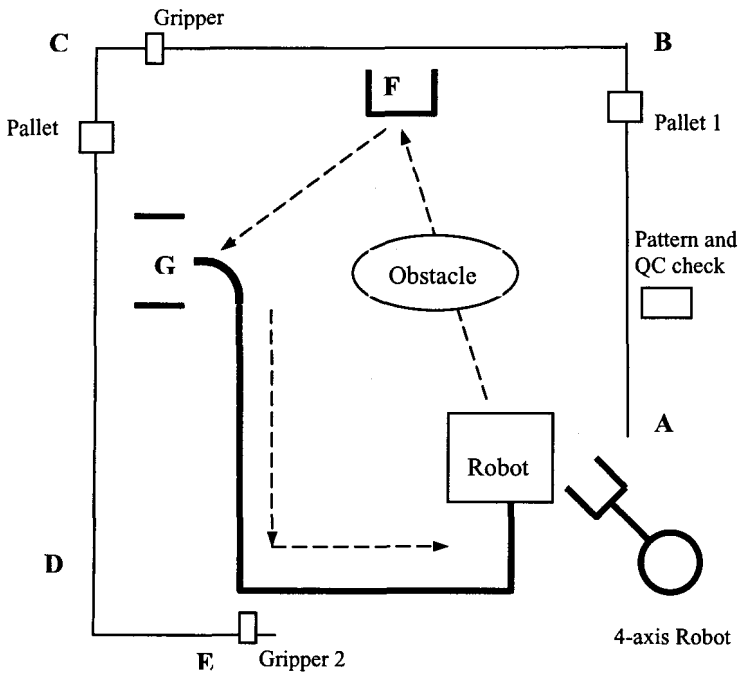 Gripper
C
B
F
Pallet
Pallet 1
Pattern and
QC check
G
Obstacle
A
Robot
D
4-axis Robot
E
Gripper 2